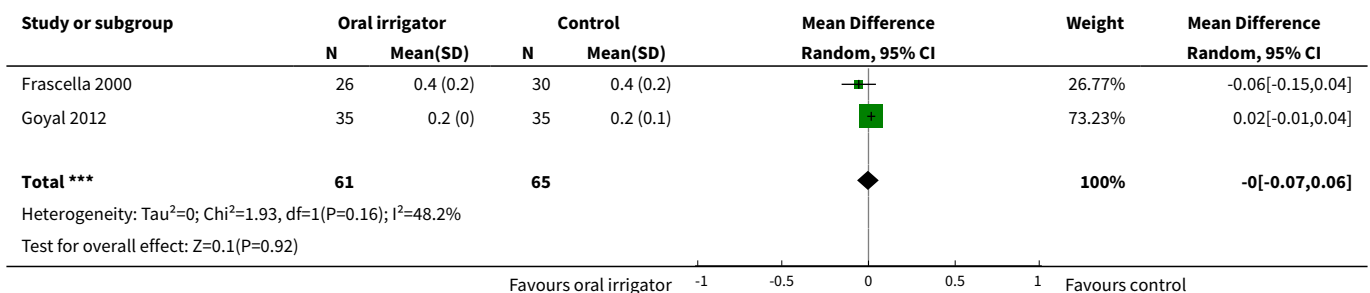 Study or subgroup Oral irrigator Control Mean Difference Weight Mean Difference
N Mean(SD) N Mean(SD) Random, 95% CI Random, 95% CI
Frascella 2000 26 0.4 (0.2) 30 0.4 (0.2) 26.77% -0.06[-0.15,0.04]
Goyal 2012 35 0.2 (0) 35 0.2 (0.1) 73.23% 0.02[-0.01,0.04]
Total *** 61 65 100% -0[-0.07,0.06]
Heterogeneity: Tau²=0; Chi²=1.93, df=1(P=0.16); I²=48.2%
Test for overall effect: Z=0.1(P=0.92)
Favours oral irrigator -1 -0.5 0 0.5 1 Favours control